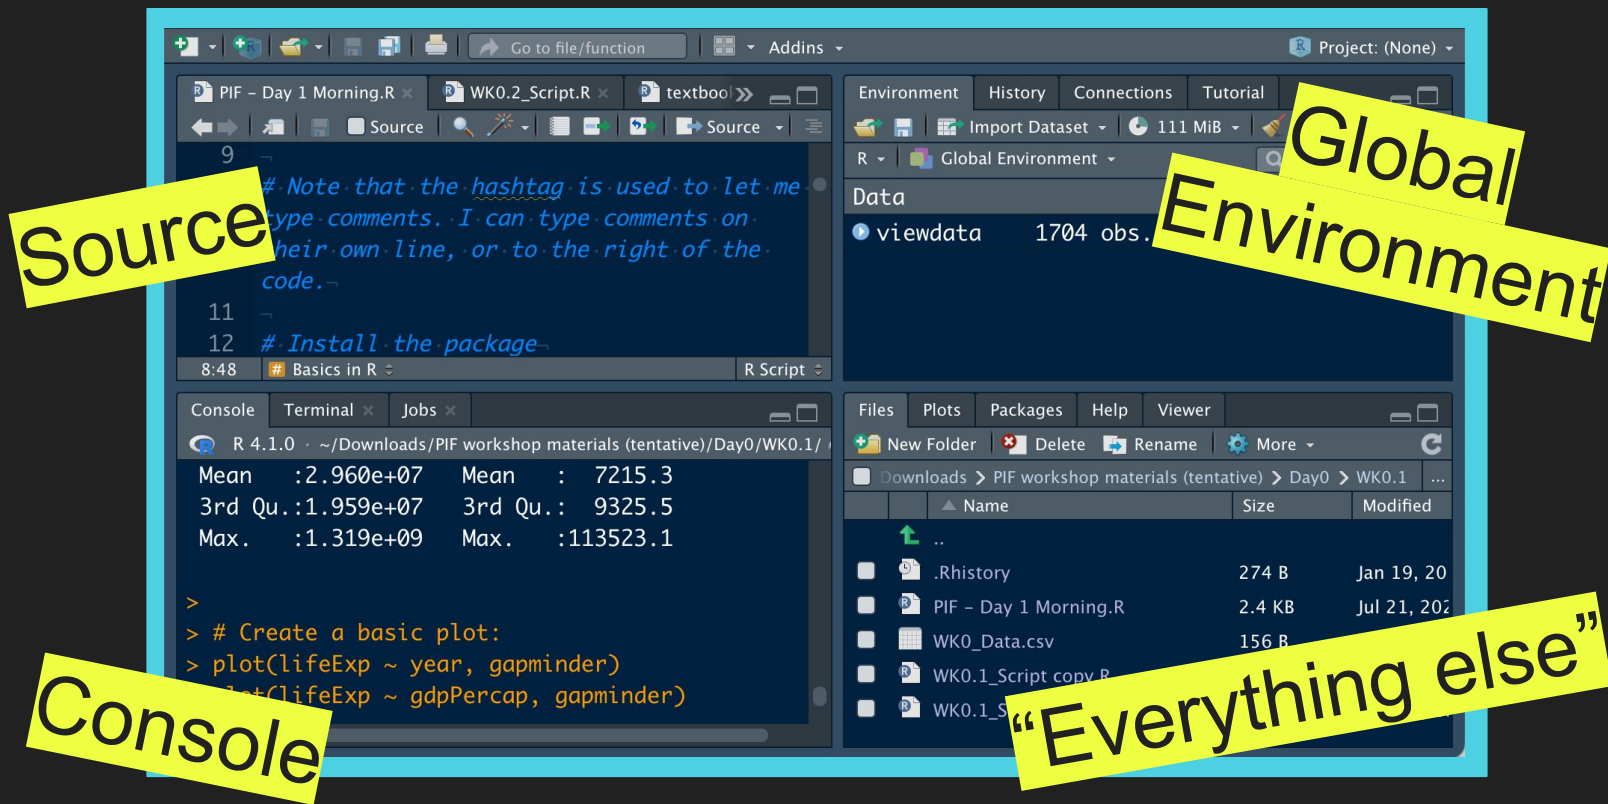 Go to file/function
Addins
Project: (None)
PIF – Day 1 Morning.R
WK0.2_Script.R
Source
Source
9
# Note that the hashtag is used to let me
type comments. I can type comments on
their own line, or to the right of the
code.
11
12 # Install the package
8:48 # Basics in R R Script
Source
Environment History Connections Tutorial
Import Dataset 111 MiB
R Global Environment
Data
viewdata 1704 obs.
Global
Environment
Console Terminal Jobs
R 4.1.0 · ~/Downloads/PIF workshop materials (tentative)/Day0/WK0.1/
Mean :2.960e+07 Mean : 7215.3
3rd Qu.:1.959e+07 3rd Qu.: 9325.5
Max. :1.319e+09 Max. :113523.1
>
> # Create a basic plot:
> plot(lifeExp ~ year, gapminder)
plot(lifeExp ~ gdpPercap, gapminder)
Console
Files Plots Packages Help Viewer
New Folder Delete Rename More
Downloads > PIF workshop materials (tentative) > Day0 > WK0.1 ...
Name Size Modified
..
.Rhistory 274 B Jan 19, 20
PIF – Day 1 Morning.R 2.4 KB Jul 21,
WK0_Data.csv 156 B
WK0.1_Script copy.R
“Everything else”